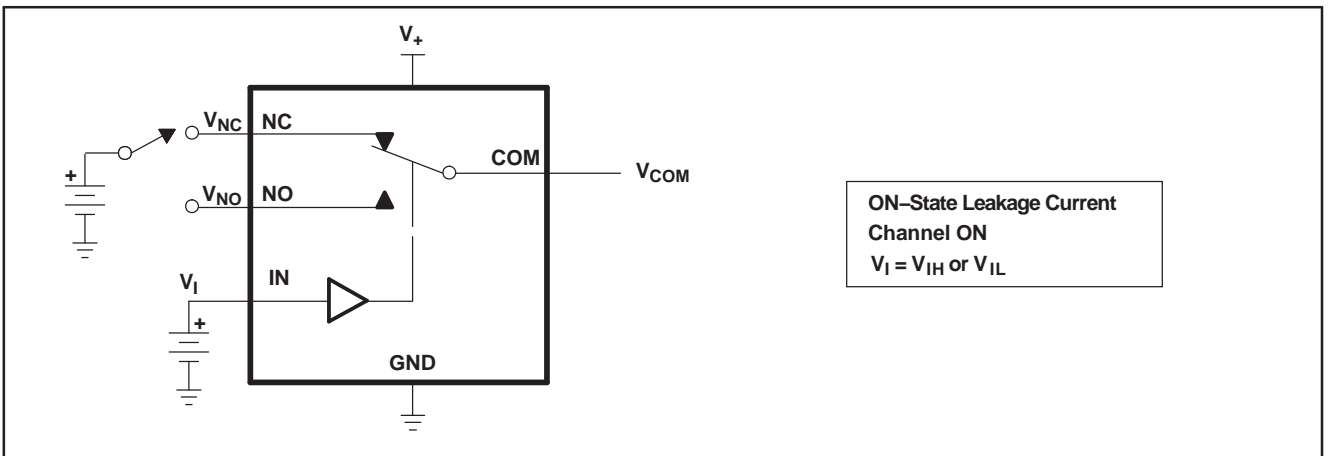 V+
VNC NC
+
COM
VCOM
VNO NO
VI IN
+
GND
ON–State Leakage Current
Channel ON
VI = VIH or VIL